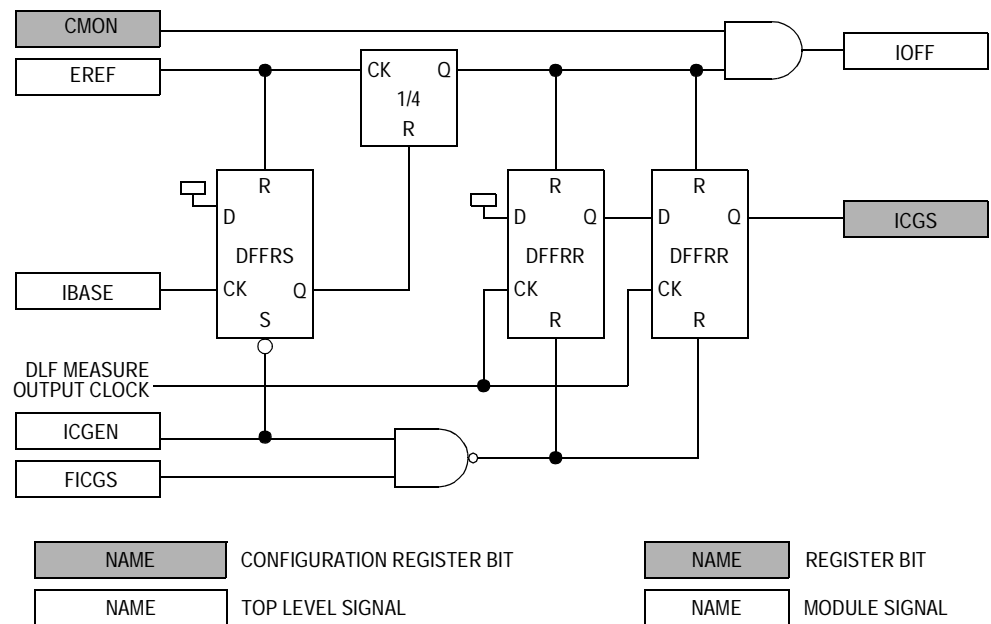 CMON
IOFF
EREF
CK Q
1/4
R
R
R
R
D
D Q
D Q
ICGS
DFFRS
DFFRR
DFFRR
IBASE
CK Q
CK
CK
S
R
R
DLF MEASURE
OUTPUT CLOCK
ICGEN
FICGS
NAME CONFIGURATION REGISTER BIT
NAME REGISTER BIT
NAME TOP LEVEL SIGNAL
NAME MODULE SIGNAL